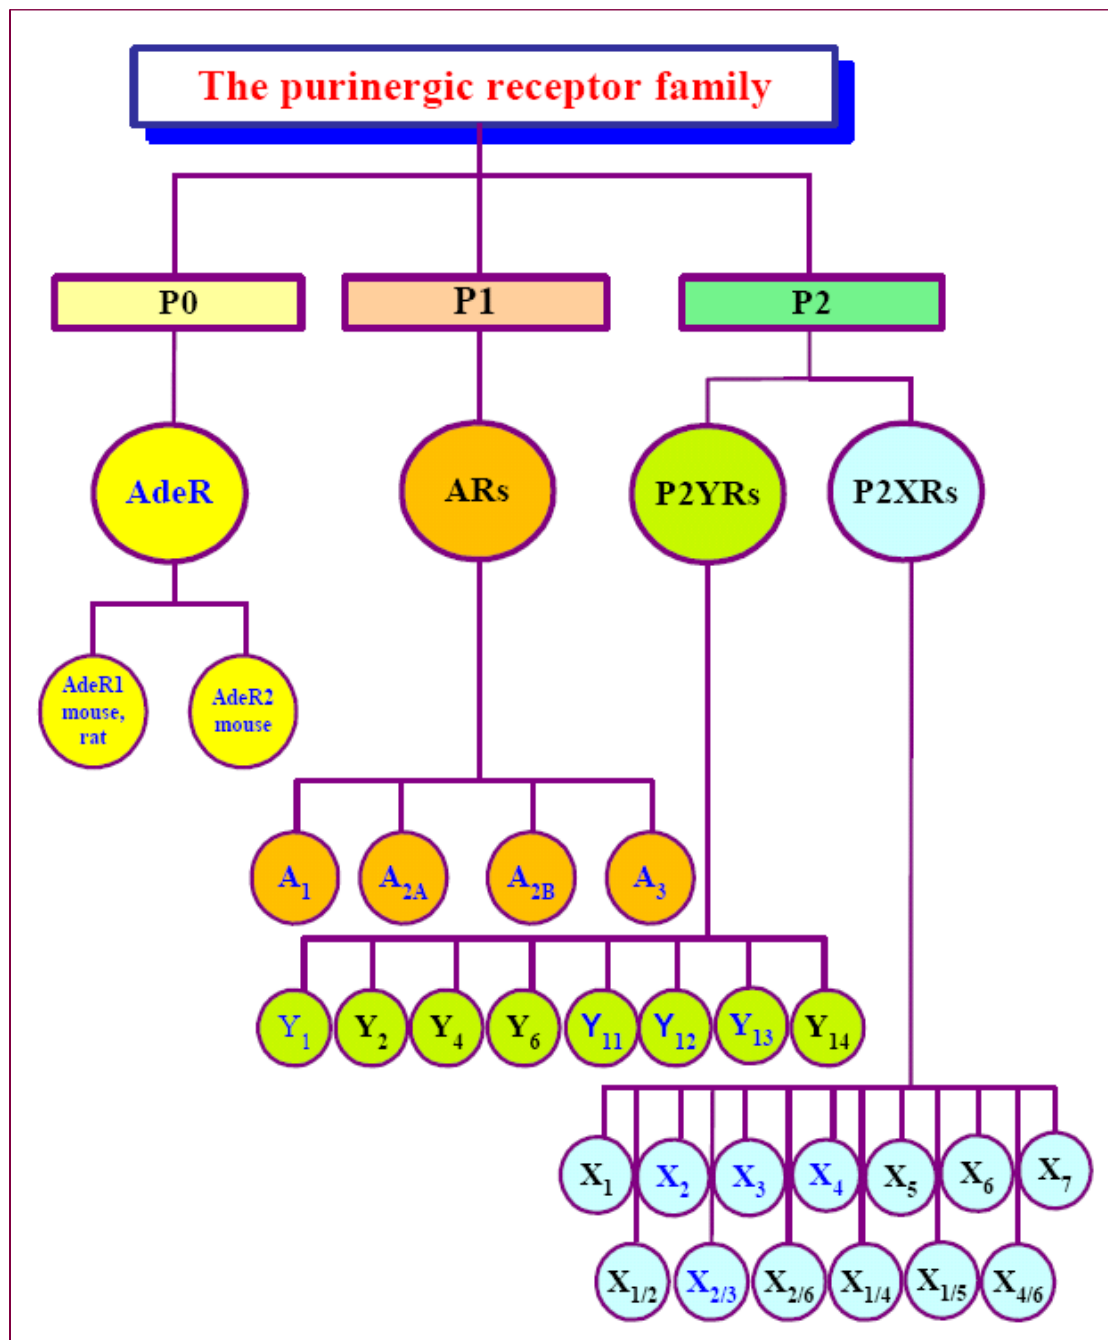 The purinergic receptor family
P0
P1
P2
AdeR
ARs
P2YRs
P2XRs
AdeR1
mouse,
rat
AdeR2
mouse
A1
A2A
A2B
A3
Y1
Y2
Y4
Y6
Y11
Y12
Y13
Y14
X1
X2
X3
X4
X5
X6
X7
X1/2
X2/3
X2/6
X1/4
X1/5
X4/6